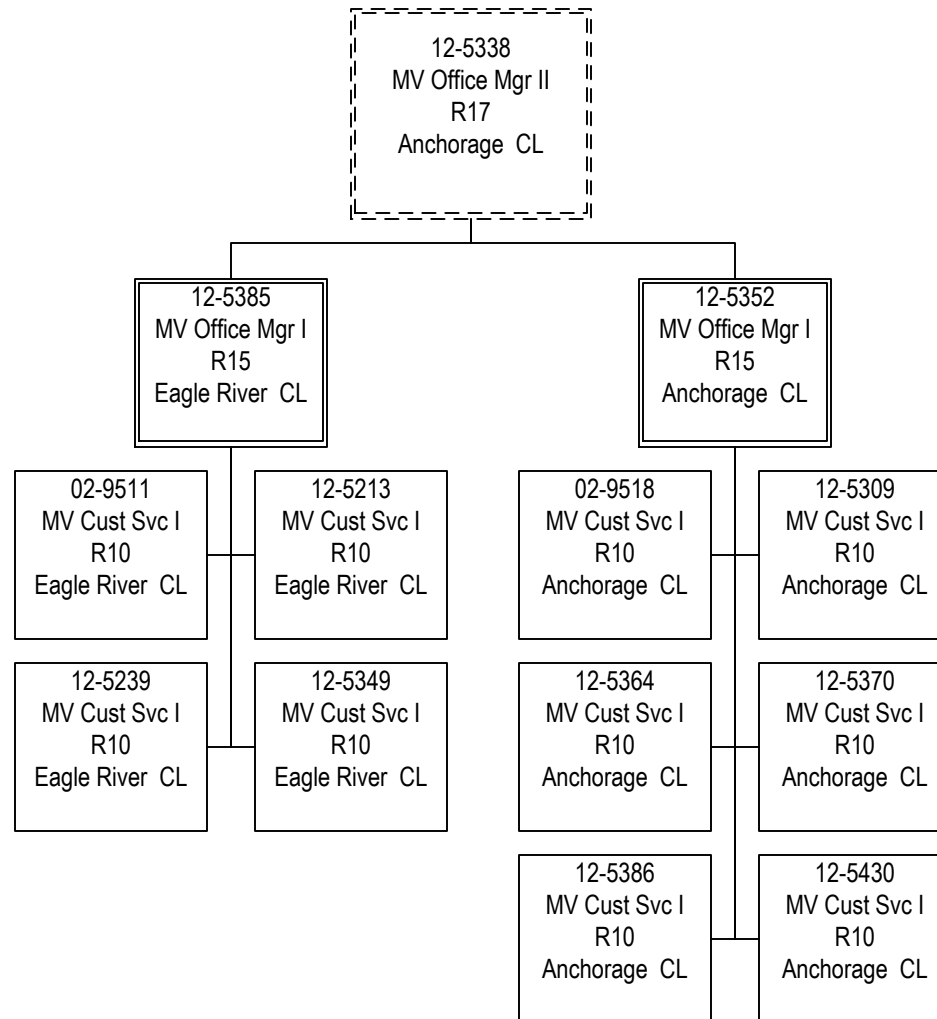 12-5338
MV Office Mgr II
R17
Anchorage  CL
12-5385
MV Office Mgr I
R15
Eagle River  CL
12-5352
MV Office Mgr I
R15
Anchorage  CL
02-9511
MV Cust Svc I
R10
Eagle River  CL
12-5213
MV Cust Svc I
R10
Eagle River  CL
02-9518
MV Cust Svc I
R10
Anchorage  CL
12-5309
MV Cust Svc I
R10
Anchorage  CL
12-5239
MV Cust Svc I
R10
Eagle River  CL
12-5349
MV Cust Svc I
R10
Eagle River  CL
12-5364
MV Cust Svc I
R10
Anchorage  CL
12-5370
MV Cust Svc I
R10
Anchorage  CL
12-5386
MV Cust Svc I
R10
Anchorage  CL
12-5430
MV Cust Svc I
R10
Anchorage  CL